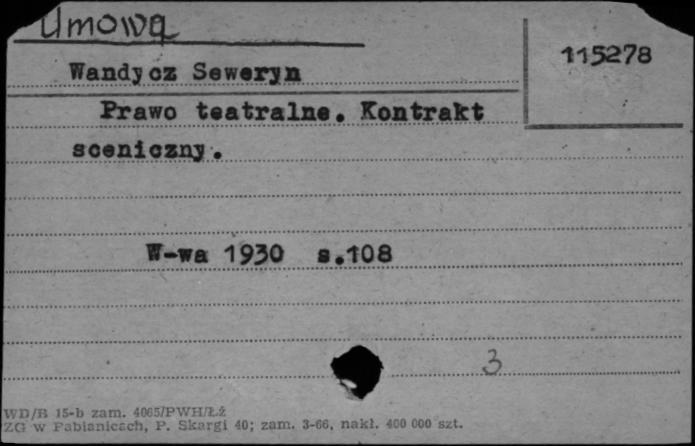 Umowa
115278
Wandycz Seweryn
Prawo teatralne. Kontrakt
sceniczny.
W-wa 1930 s.108
3
WD/B 15-b zam. 4065/PWH/Łż
ZG w Pabianicach, P. Skargi 40; zam. 3-66, nakł. 400 000 szt.